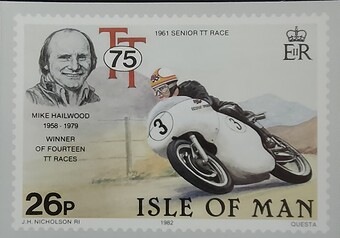 1961 SENIOR TT RACE
TT
75
EIIR
MIKE HAILWOOD
1958 - 1979
WINNER
OF FOURTEEN
TT RACES
3
3
26P
ISLE OF MAN
J.H. NICHOLSON RI
1982
QUESTA